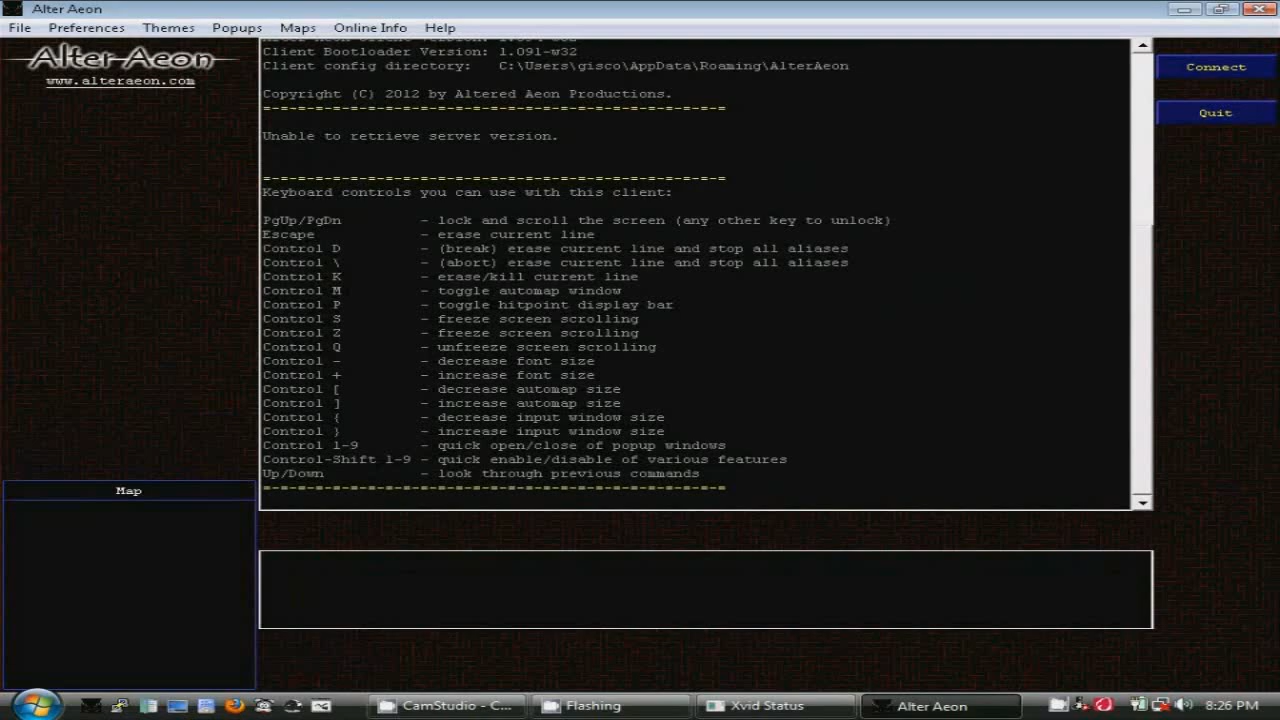 Alter Aeon
File Preferences Themes Popups Maps Online Info Help
Alter Aeon
www.alteraeon.com
Client Bootloader Version: 1.091-w32
Client config directory: C:\Users\gisco\AppData\Roaming\AlterAeon
Copyright (C) 2012 by Altered Aeon Productions.
-=-=-=-=-=-=-=-=-=-=-=-=-=-=-=-=-=-=-=-=-=-=-=-=-=-=-
Unable to retrieve server version.
-=-=-=-=-=-=-=-=-=-=-=-=-=-=-=-=-=-=-=-=-=-=-=-=-=-=-
Keyboard controls you can use with this client:
PgUp/PgDn - lock and scroll the screen (any other key to unlock)
Escape - erase current line
Control D - (break) erase current line and stop all aliases
Control \ - (abort) erase current line and stop all aliases
Control K - erase/kill current line
Control M - toggle automap window
Control P - toggle hitpoint display bar
Control S - freeze screen scrolling
Control Z - freeze screen scrolling
Control Q - unfreeze screen scrolling
Control - - decrease font size
Control + - increase font size
Control [ - decrease automap size
Control ] - increase automap size
Control { - decrease input window size
Control } - increase input window size
Control 1-9 - quick open/close of popup windows
Control-Shift 1-9 - quick enable/disable of various features
Up/Down - look through previous commands
-=-=-=-=-=-=-=-=-=-=-=-=-=-=-=-=-=-=-=-=-=-=-=-=-=-=-
Connect
Quit
Map
CamStudio - C... Flashing Xvid Status Alter Aeon 8:26 PM